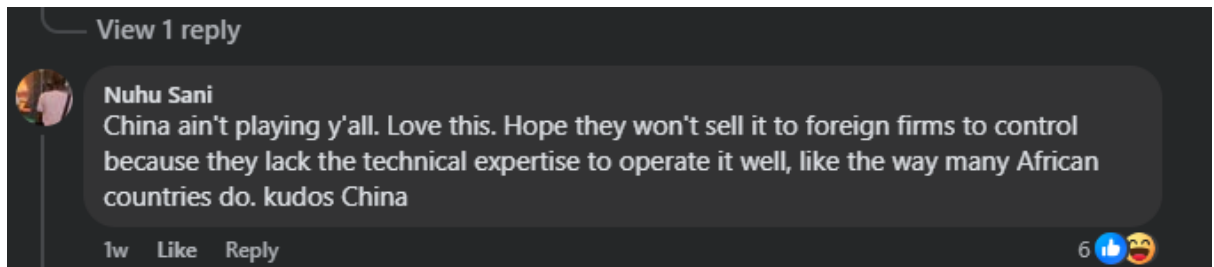 View 1 reply
Nuhu Sani
China ain't playing y'all. Love this. Hope they won't sell it to foreign firms to control
because they lack the technical expertise to operate it well, like the way many African
countries do. kudos China
1w Like Reply 6